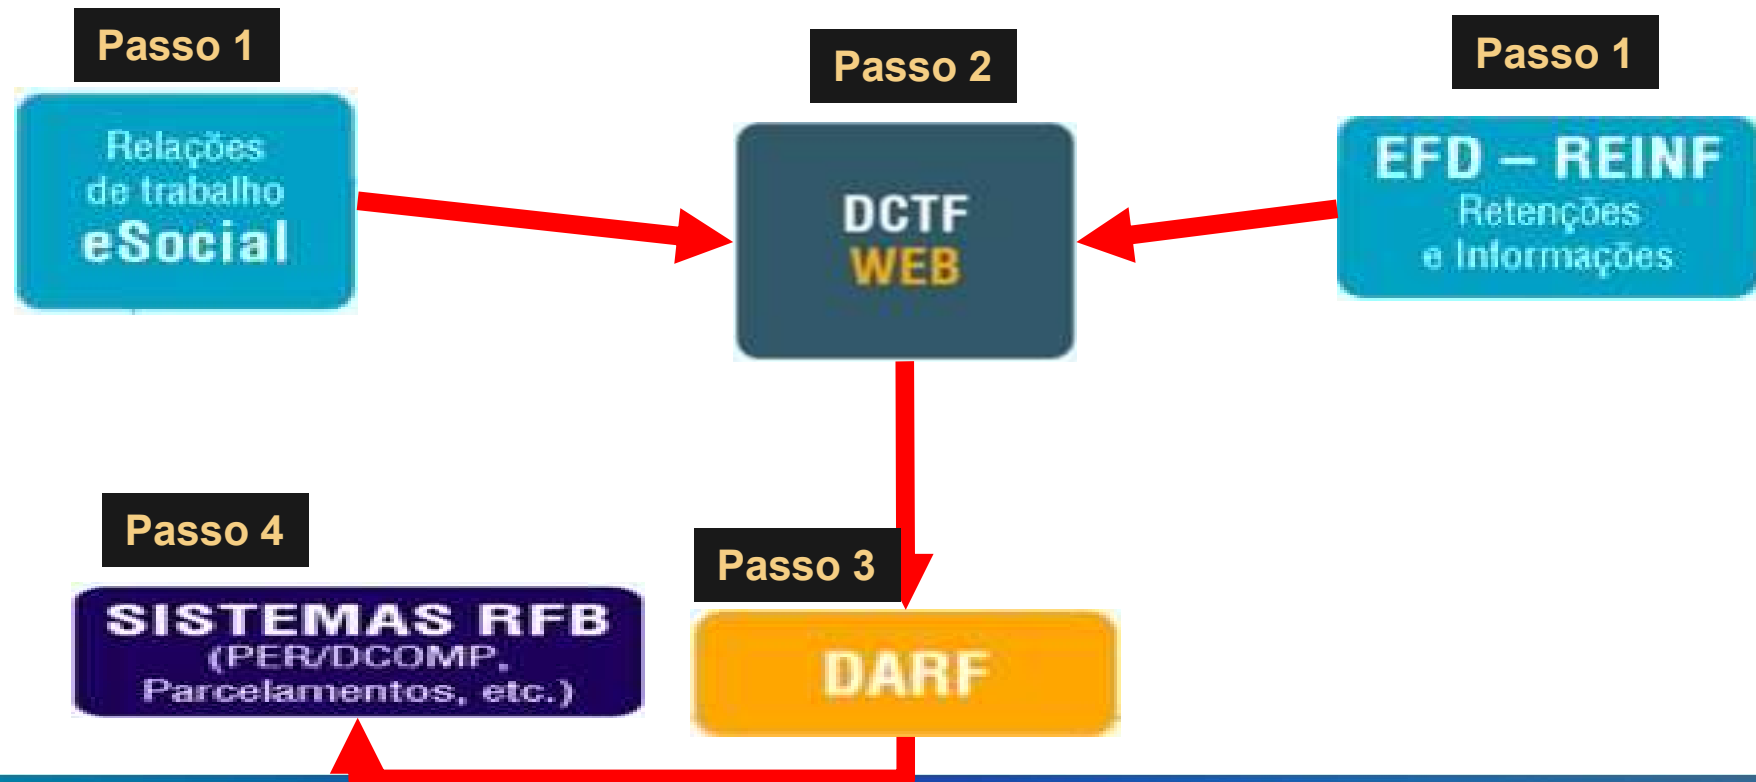 Passo 1
Relações
de trabalho
eSocial
Passo 2
DCTF
WEB
Passo 1
EFD – REINF
Retenções
e Informações
Passo 4
SISTEMAS RFB
(PER/DCOMP,
Parcelamentos, etc.)
Passo 3
DARF